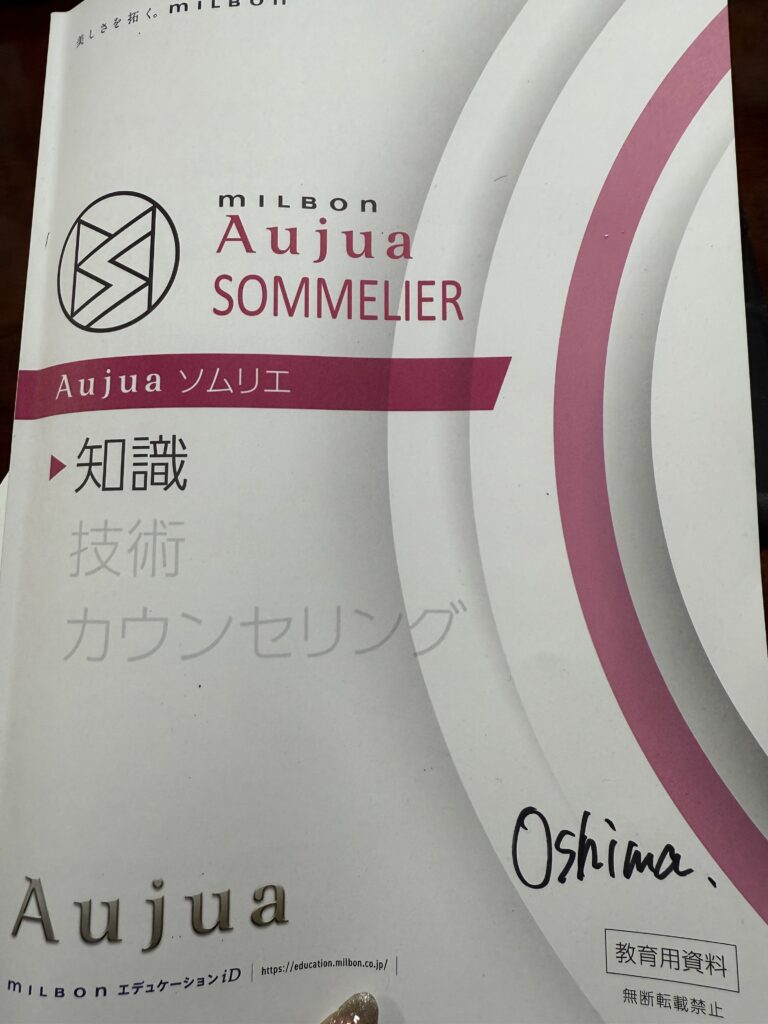 美しさを拓く。 MILBON
MILBON
Aujua
SOMMELIER
Aujua ソムリエ
知識
技術
カウンセリング
Oshima.
Aujua
MILBON エデュケーションiD | https://education.milbon.co.jp/ |
教育用資料
無断転載禁止